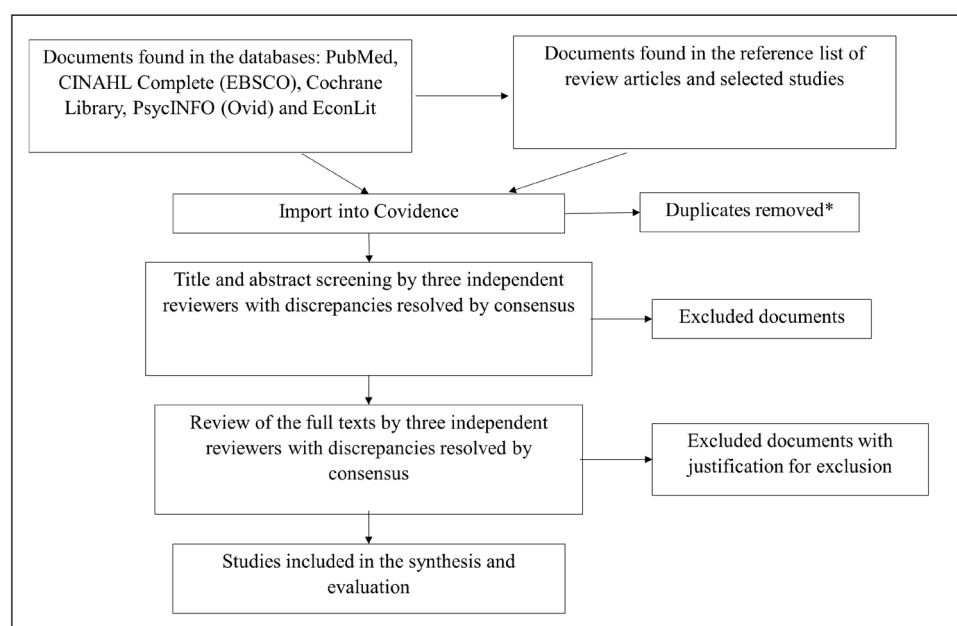 Documents found in the databases: PubMed,
CINAHL Complete (EBSCO), Cochrane
Library, PsycINFO (Ovid) and EconLit
Documents found in the reference list of
review articles and selected studies
Import into Covidence
Duplicates removed*
Title and abstract screening by three independent
reviewers with discrepancies resolved by consensus
Excluded documents
Review of the full texts by three independent
reviewers with discrepancies resolved by
consensus
Excluded documents with
justification for exclusion
Studies included in the synthesis and
evaluation